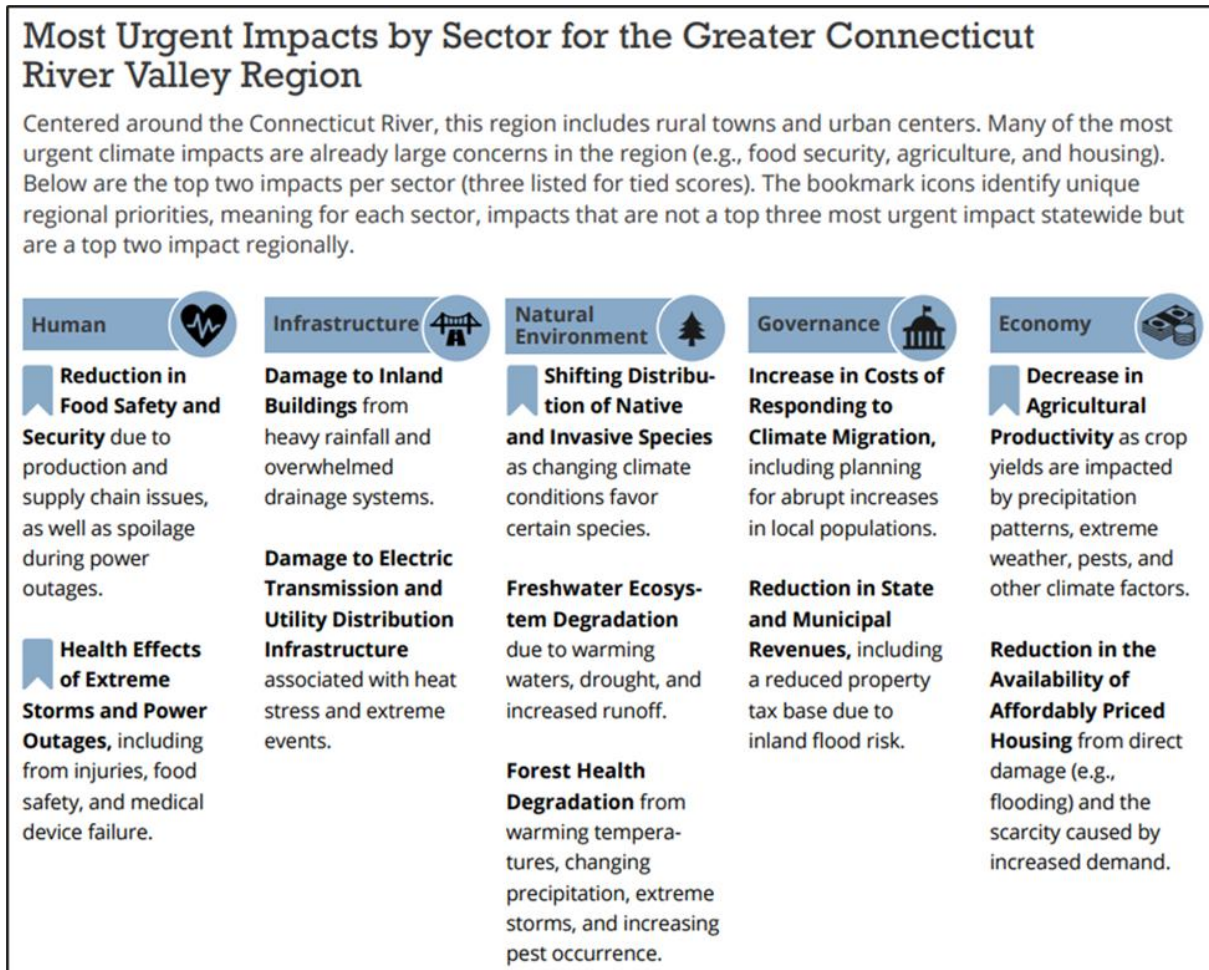 Most Urgent Impacts by Sector for the Greater Connecticut
River Valley Region
Centered around the Connecticut River, this region includes rural towns and urban centers. Many of the most
urgent climate impacts are already large concerns in the region (e.g., food security, agriculture, and housing).
Below are the top two impacts per sector (three listed for tied scores). The bookmark icons identify unique
regional priorities, meaning for each sector, impacts that are not a top three most urgent impact statewide but
are a top two impact regionally.
Human
Reduction in
Food Safety and
Security due to
production and
supply chain issues,
as well as spoilage
during power
outages.
Health Effects
of Extreme
Storms and Power
Outages, including
from injuries, food
safety, and medical
device failure.
Infrastructure
Damage to Inland
Buildings from
heavy rainfall and
overwhelmed
drainage systems.
Damage to Electric
Transmission and
Utility Distribution
Infrastructure
associated with heat
stress and extreme
events.
Natural
Environment
Shifting Distribu-
tion of Native
and Invasive Species
as changing climate
conditions favor
certain species.
Freshwater Ecosys-
tem Degradation
due to warming
waters, drought, and
increased runoff.
Forest Health
Degradation from
warming tempera-
tures, changing
precipitation, extreme
storms, and increasing
pest occurrence.
Governance
Increase in Costs of
Responding to
Climate Migration,
including planning
for abrupt increases
in local populations.
Reduction in State
and Municipal
Revenues, including
a reduced property
tax base due to
inland flood risk.
Economy
Decrease in
Agricultural
Productivity as crop
yields are impacted
by precipitation
patterns, extreme
weather, pests, and
other climate factors.
Reduction in the
Availability of
Affordably Priced
Housing from direct
damage (e.g.,
flooding) and the
scarcity caused by
increased demand.